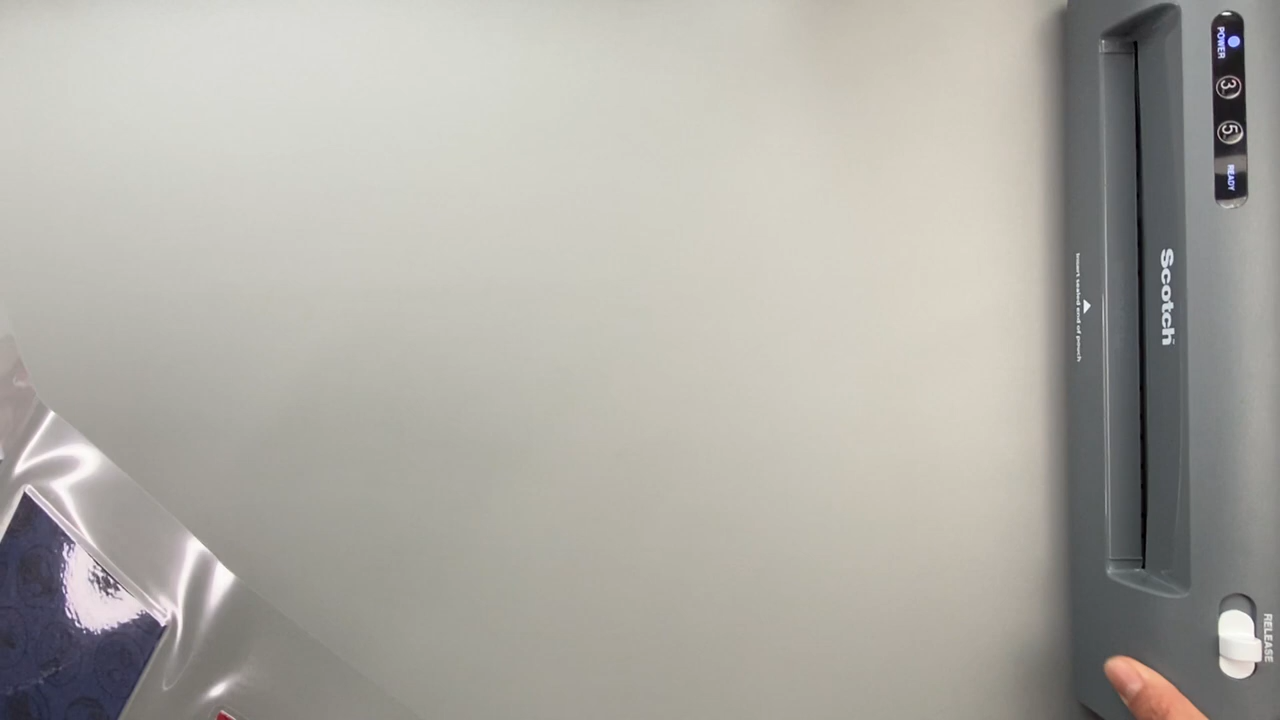 POWER
3
5
READY
Scotch
Insert sealed end of pouch
RELEASE